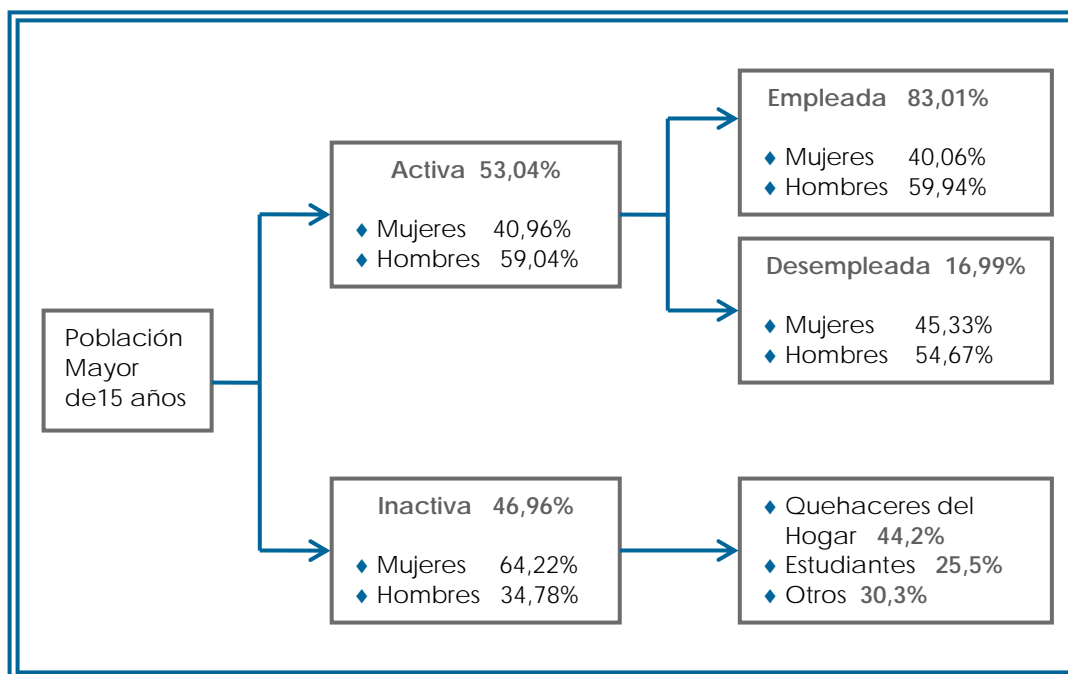 Población
Mayor
de15 años
Activa 53,04%
♦ Mujeres 40,96%
♦ Hombres 59,04%
Empleada 83,01%
♦ Mujeres 40,06%
♦ Hombres 59,94%
Desempleada 16,99%
♦ Mujeres 45,33%
♦ Hombres 54,67%
Inactiva 46,96%
♦ Mujeres 64,22%
♦ Hombres 34,78%
♦ Quehaceres del
Hogar 44,2%
♦ Estudiantes 25,5%
♦ Otros 30,3%